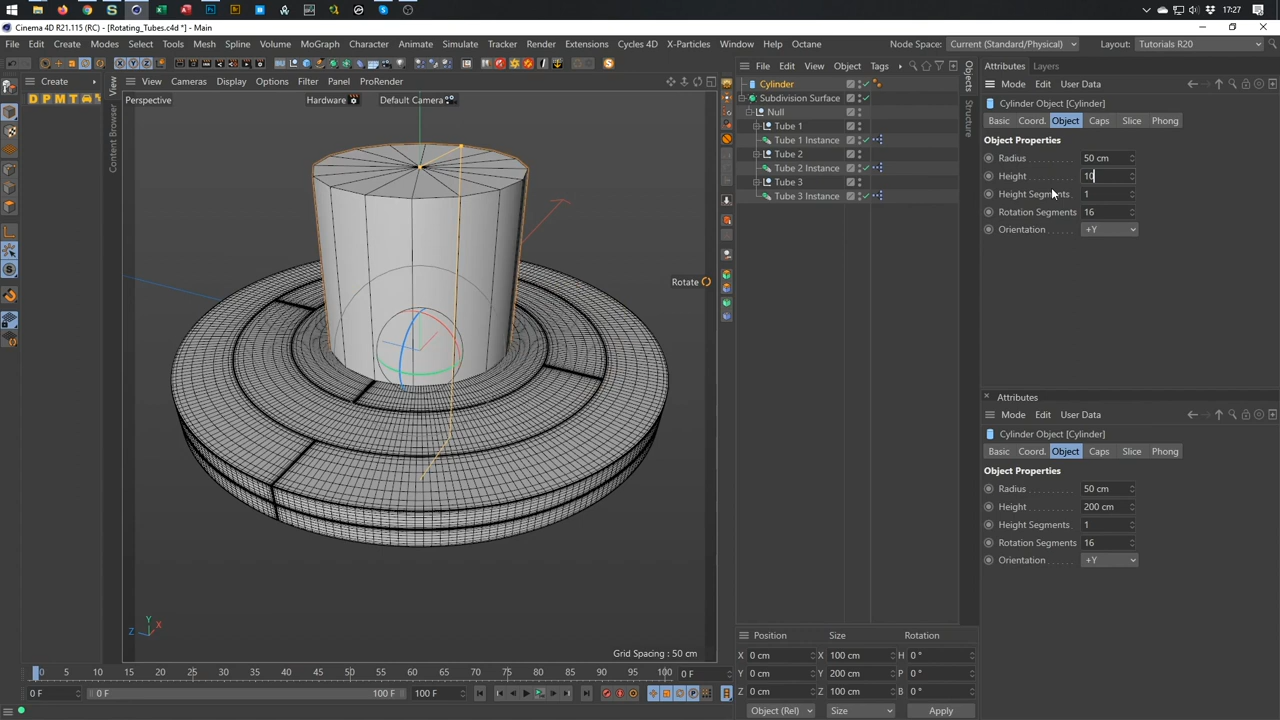 17:27
Cinema 4D R21.115 (RC) - [Rotating_Tubes.c4d *] - Main
File Edit Create Modes Select Tools Mesh Spline Volume MoGraph Character Animate Simulate Tracker Render Extensions Cycles 4D X-Particles Window Help Octane
Node Space: Current (Standard/Physical) Layout: Tutorials R20
Create
View
Content Browser
View Cameras Display Options Filter Panel ProRender
Perspective
Hardware
Default Camera
Rotate
Grid Spacing : 50 cm
Y
X
Z
File Edit View Object Tags
Cylinder
Subdivision Surface
Null
Tube 1
Tube 1 Instance
Tube 2
Tube 2 Instance
Tube 3
Tube 3 Instance
Objects
Structure
Attributes Layers
Mode Edit User Data
Cylinder Object [Cylinder]
Basic Coord. Object Caps Slice Phong
Object Properties
Radius 50 cm
Height 10
Height Segments 1
Rotation Segments 16
Orientation +Y
Attributes
Mode Edit User Data
Cylinder Object [Cylinder]
Basic Coord. Object Caps Slice Phong
Object Properties
Radius 50 cm
Height 200 cm
Height Segments 1
Rotation Segments 16
Orientation +Y
Position Size Rotation
X 0 cm X 100 cm H 0 °
Y 0 cm Y 200 cm P 0 °
Z 0 cm Z 100 cm B 0 °
Object (Rel) Size Apply
0 5 10 15 20 25 30 35 40 45 50 55 60 65 70 75 80 85 90 95 100 0 F
0 F 0 F 100 F 100 F